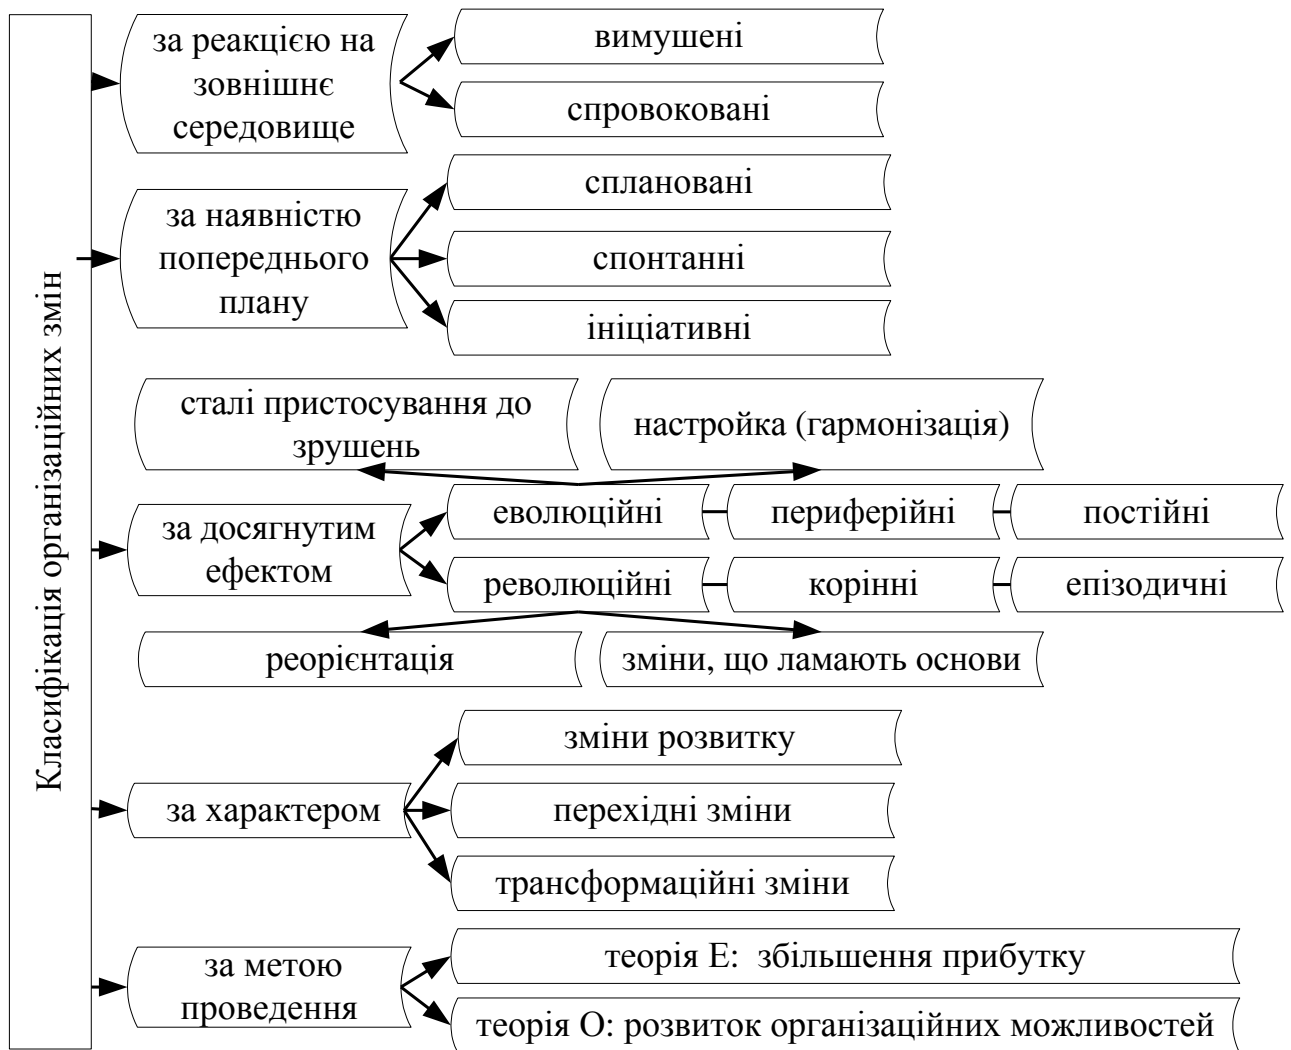 Класифікація організаційних змін
за реакцією на
зовнішнє
середовище
вимушені
спровоковані
за наявністю
попереднього
плану
сплановані
спонтанні
ініціативні
сталі пристосування до
зрушень
настройка (гармонізація)
за досягнутим
ефектом
еволюційні
периферійні
постійні
революційні
корінні
епізодичні
реорієнтація
зміни, що ламають основи
за характером
зміни розвитку
перехідні зміни
трансформаційні зміни
за метою
проведення
теорія Е: збільшення прибутку
теорія О: розвиток організаційних можливостей